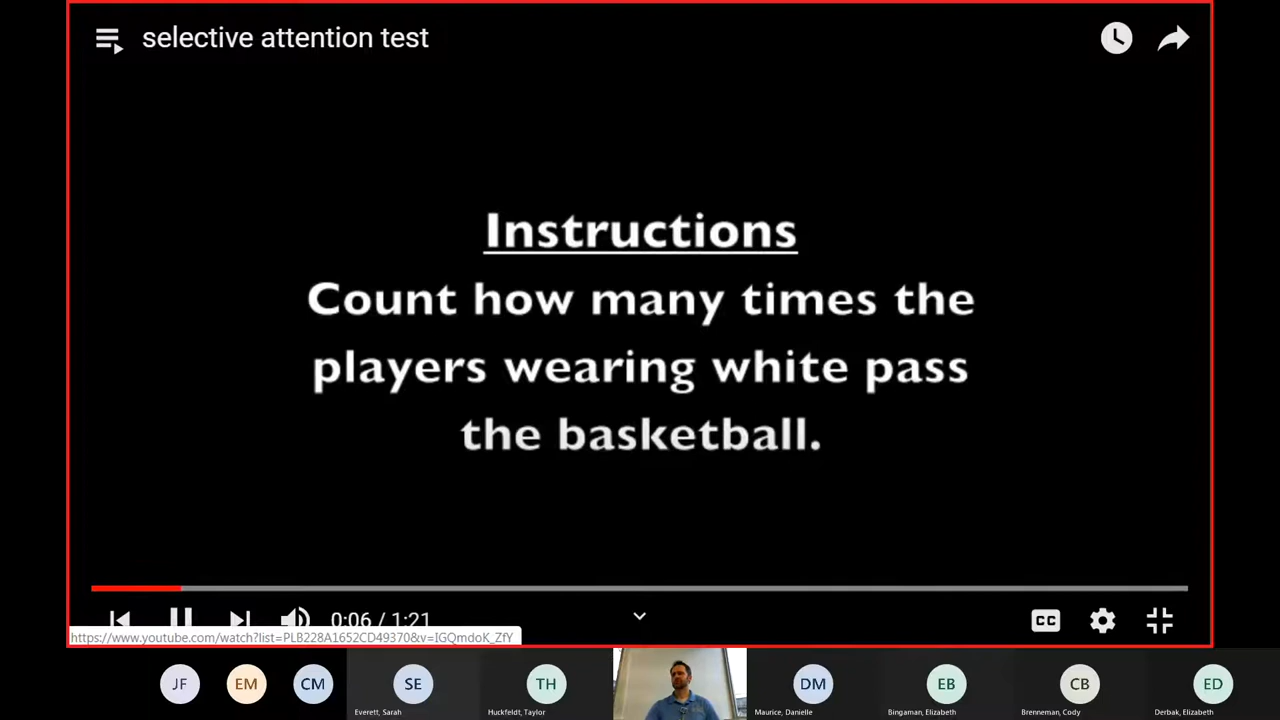 selective attention test
Instructions
Count how many times the
players wearing white pass
the basketball.
0:06 / 1:21
CC
https://www.youtube.com/watch?list=PLB228A1652CD49370&v=IGQmdoK_ZfY
JF
EM
CM
SE
TH
DM
EB
CB
ED
Everett, Sarah
Huckfeldt, Taylor
Maurice, Danielle
Bingaman, Elizabeth
Brenneman, Cody
Derbak, Elizabeth